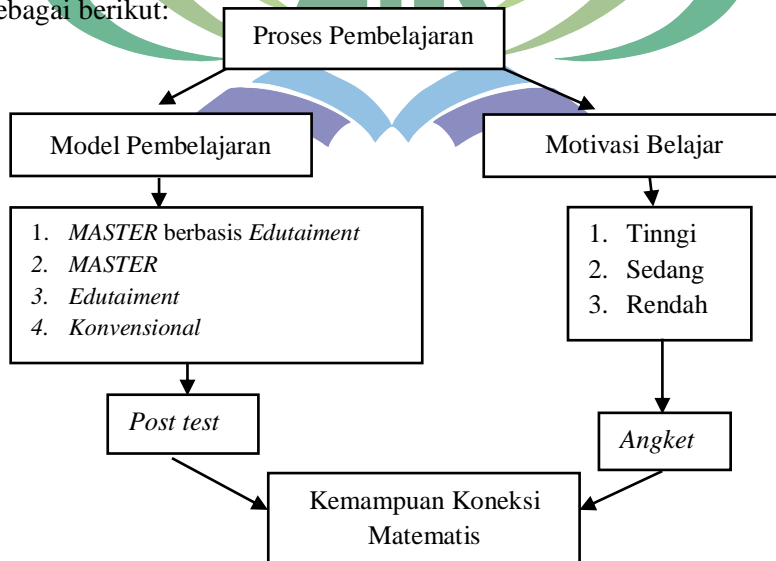 ebagai berikut:
Proses Pembelajaran
Model Pembelajaran
Motivasi Belajar
1. MASTER berbasis Edutaiment
2. MASTER
3. Edutaiment
4. Konvensional
1. Tinngi
2. Sedang
3. Rendah
Post test
Angket
Kemampuan Koneksi
Matematis